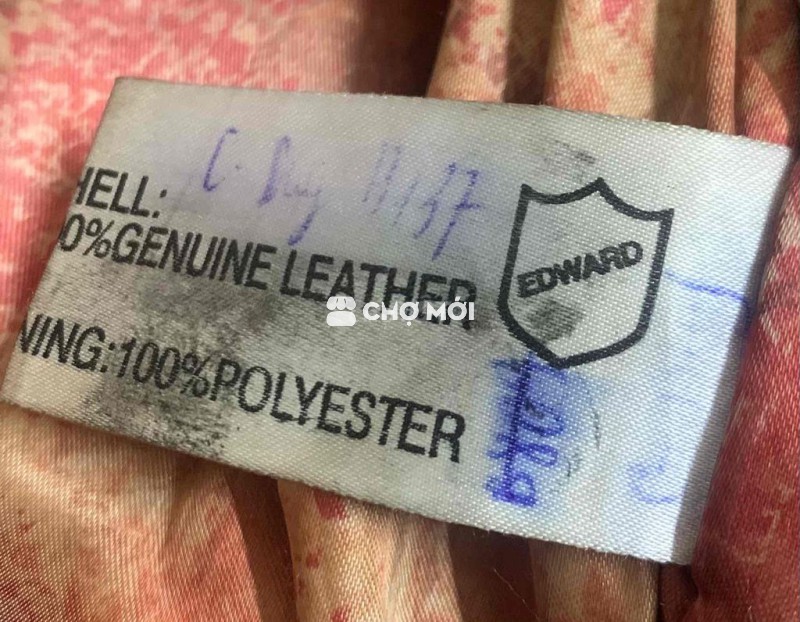 HELL:
0%GENUINE LEATHER
NING:100%POLYESTER
EDWARD
CHỢ MỚI